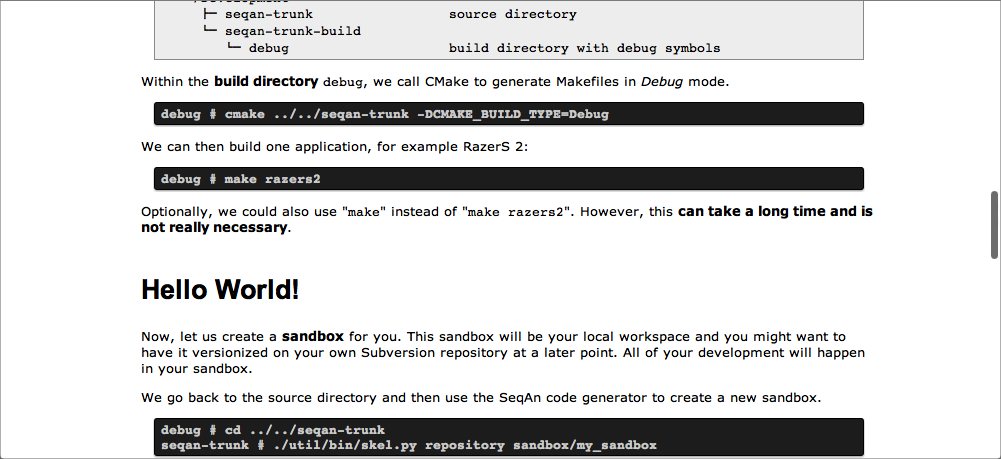 ├─ seqan-trunk source directory
└─ seqan-trunk-build
└─ debug build directory with debug symbols
Within the build directory debug, we call CMake to generate Makefiles in Debug mode.
debug # cmake ../../seqan-trunk -DCMAKE_BUILD_TYPE=Debug
We can then build one application, for example RazerS 2:
debug # make razers2
Optionally, we could also use "make" instead of "make razers2". However, this can take a long time and is
not really necessary.
Hello World!
Now, let us create a sandbox for you. This sandbox will be your local workspace and you might want to
have it versionized on your own Subversion repository at a later point. All of your development will happen
in your sandbox.
We go back to the source directory and then use the SeqAn code generator to create a new sandbox.
debug # cd ../../seqan-trunk
seqan-trunk # ./util/bin/skel.py repository sandbox/my_sandbox